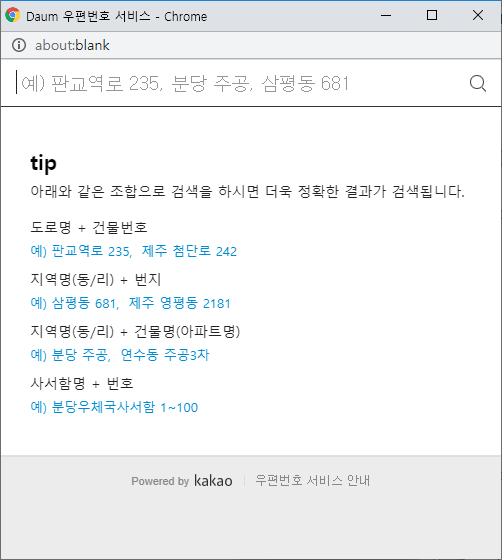 Daum 우편번호 서비스 - Chrome
about:blank
예) 판교역로 235, 분당 주공, 삼평동 681
tip
아래와 같은 조합으로 검색을 하시면 더욱 정확한 결과가 검색됩니다.
도로명 + 건물번호
예) 판교역로 235, 제주 첨단로 242
지역명(동/리) + 번지
예) 삼평동 681, 제주 영평동 2181
지역명(동/리) + 건물명(아파트명)
예) 분당 주공, 연수동 주공3차
사서함명 + 번호
예) 분당우체국사서함 1~100
Powered by kakao 우편번호 서비스 안내